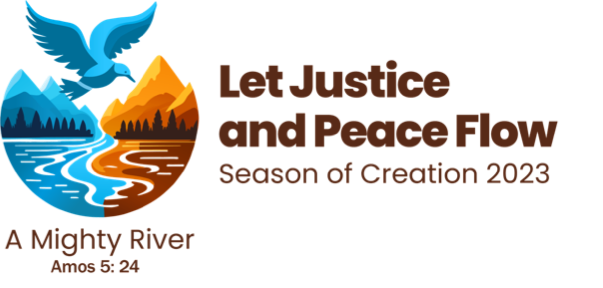 Let Justice
and Peace Flow
Season of Creation 2023
A Mighty River
Amos 5: 24